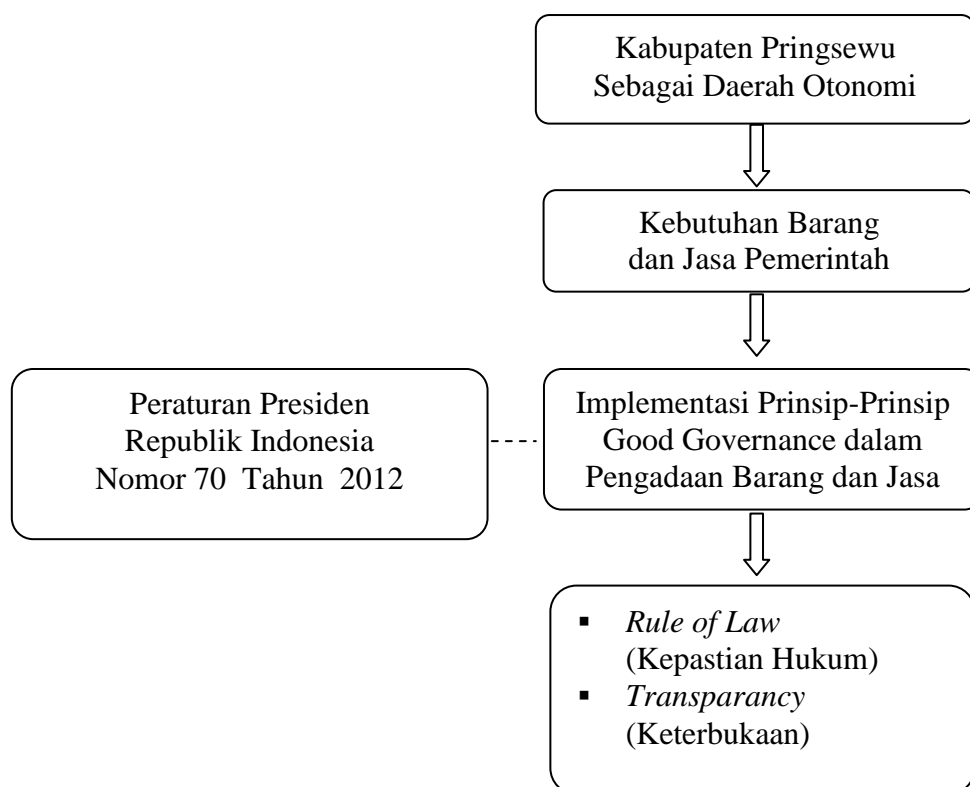 Kabupaten Pringsewu
Sebagai Daerah Otonomi
Kebutuhan Barang
dan Jasa Pemerintah
Peraturan Presiden
Republik Indonesia
Nomor 70 Tahun 2012
Implementasi Prinsip-Prinsip
Good Governance dalam
Pengadaan Barang dan Jasa
▪ Rule of Law
(Kepastian Hukum)
▪ Transparancy
(Keterbukaan)